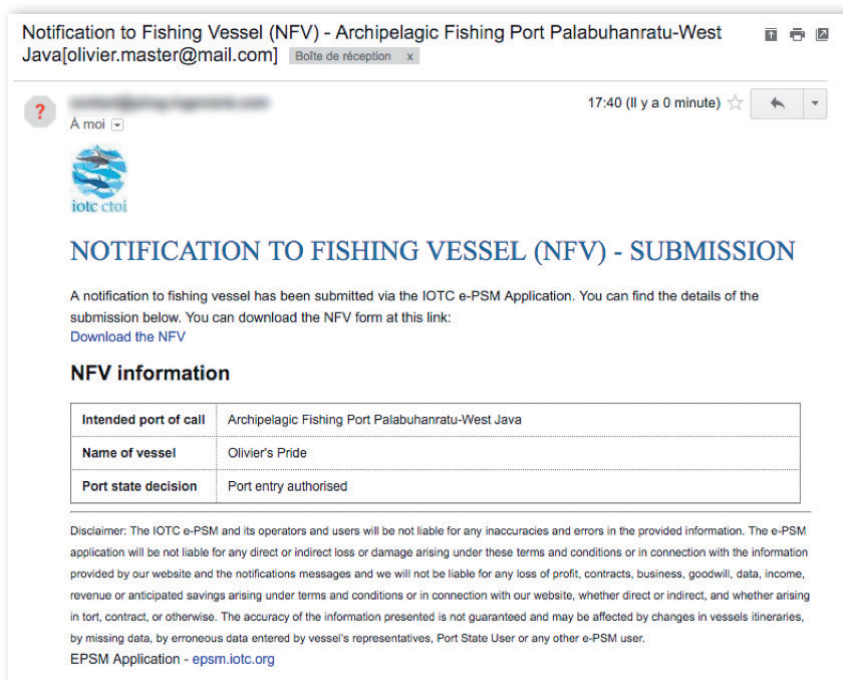 Notification to Fishing Vessel (NFV) - Archipelagic Fishing Port Palabuhanratu-West
Java[olivier.master@mail.com] Boîte de réception x
?
17:40 (Il y a 0 minute)
À moi
iotc ctoi
NOTIFICATION TO FISHING VESSEL (NFV) - SUBMISSION
A notification to fishing vessel has been submitted via the IOTC e-PSM Application. You can find the details of the
submission below. You can download the NFV form at this link:
Download the NFV
NFV information
Intended port of call Archipelagic Fishing Port Palabuhanratu-West Java
Name of vessel Olivier's Pride
Port state decision Port entry authorised
Disclaimer: The IOTC e-PSM and its operators and users will be not liable for any inaccuracies and errors in the provided information. The e-PSM
application will be not liable for any direct or indirect loss or damage arising under these terms and conditions or in connection with the information
provided by our website and the notifications messages and we will not be liable for any loss of profit, contracts, business, goodwill, data, income,
revenue or anticipated savings arising under terms and conditions or in connection with our website, whether direct or indirect, and whether arising
in tort, contract, or otherwise. The accuracy of the information presented is not guaranteed and may be affected by changes in vessels itineraries,
by missing data, by erroneous data entered by vessel's representatives, Port State User or any other e-PSM user.
EPSM Application - epsm.iotc.org